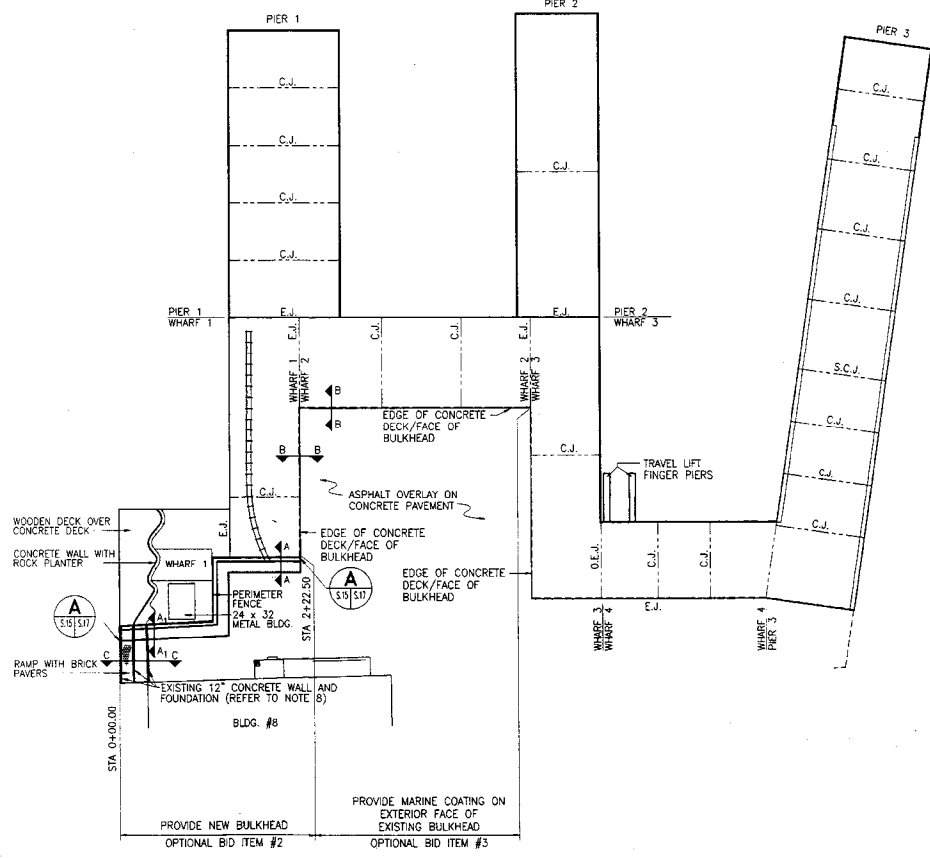 PIER 1
PIER 2
PIER 3
C.J.
C.J.
C.J.
C.J.
C.J.
C.J.
C.J.
C.J.
C.J.
S.C.J.
C.J.
C.J.
C.J.
PIER 1
WHARF 1
E.J.
E.J.
PIER 2
WHARF 3
E.J.
C.J.
C.J.
E.J.
WHARF 1
WHARF 2
WHARF 2
WHARF 3
B
B
EDGE OF CONCRETE
DECK/FACE OF
BULKHEAD
B
B
C.J.
TRAVEL LIFT
FINGER PIERS
C.J.
ASPHALT OVERLAY ON
CONCRETE PAVEMENT
WOODEN DECK OVER
CONCRETE DECK
E.J.
EDGE OF CONCRETE
DECK/FACE OF
BULKHEAD
CONCRETE WALL WITH
ROCK PLANTER
WHARF 1
A
A
A
S.15 S.17
EDGE OF CONCRETE
DECK/FACE OF
BULKHEAD
O.E.J.
C.J.
C.J.
E.J.
PERIMETER
FENCE
24 x 32
METAL BLDG.
STA 2+22.50
A
S.15 S.17
A1
A1
WHARF 3
WHARF 4
WHARF 4
PIER 3
C
C
RAMP WITH BRICK
PAVERS
EXISTING 12" CONCRETE WALL AND
FOUNDATION (REFER TO NOTE 8)
BLDG. #8
STA 0+00.00
PROVIDE NEW BULKHEAD
OPTIONAL BID ITEM #2
PROVIDE MARINE COATING ON
EXTERIOR FACE OF
EXISTING BULKHEAD
OPTIONAL BID ITEM #3